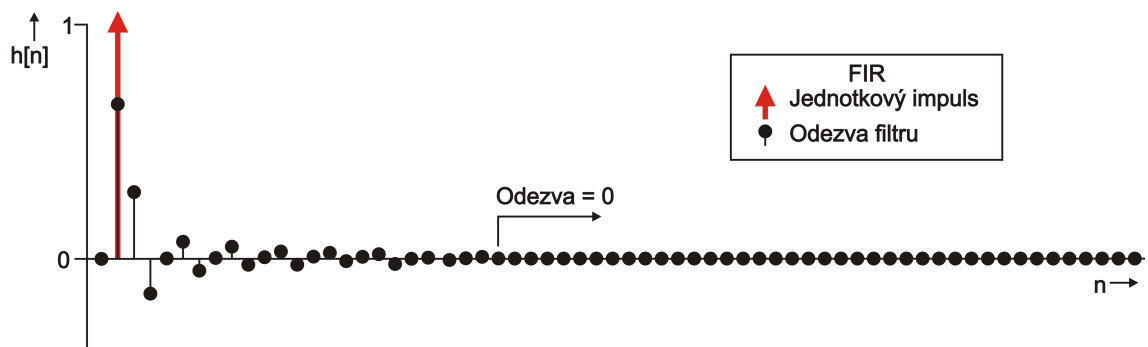 1
h[n]
FIR
Jednotkový impuls
Odezva filtru
Odezva = 0
0
n